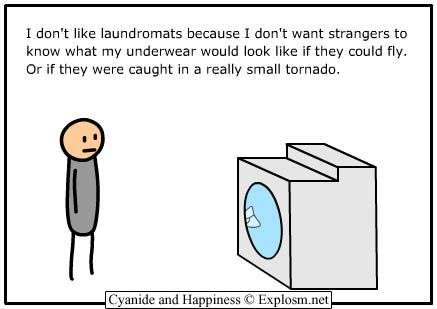 I don't like laundromats because I don't want strangers to
know what my underwear would look like if they could fly.
Or if they were caught in a really small tornado.
Cyanide and Happiness © Explosm.net